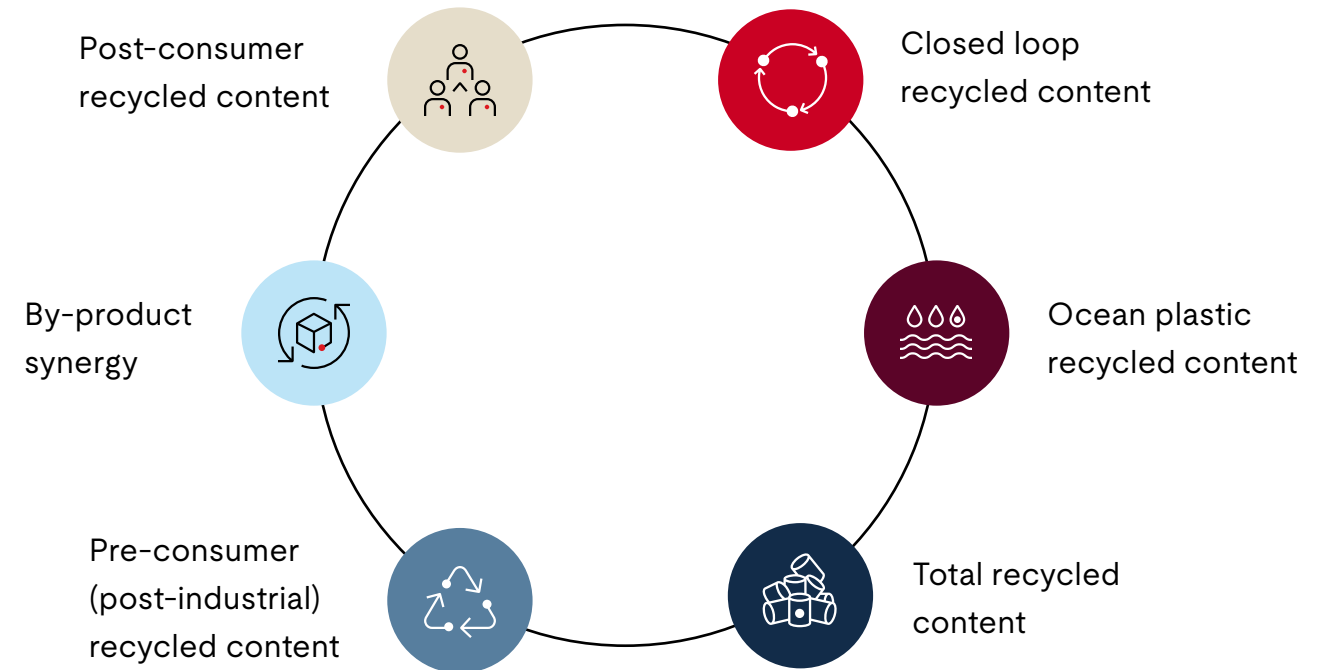 Post-consumer
recycled content
Closed loop
recycled content
By-product
synergy
Ocean plastic
recycled content
Pre-consumer
(post-industrial)
recycled content
Total recycled
content